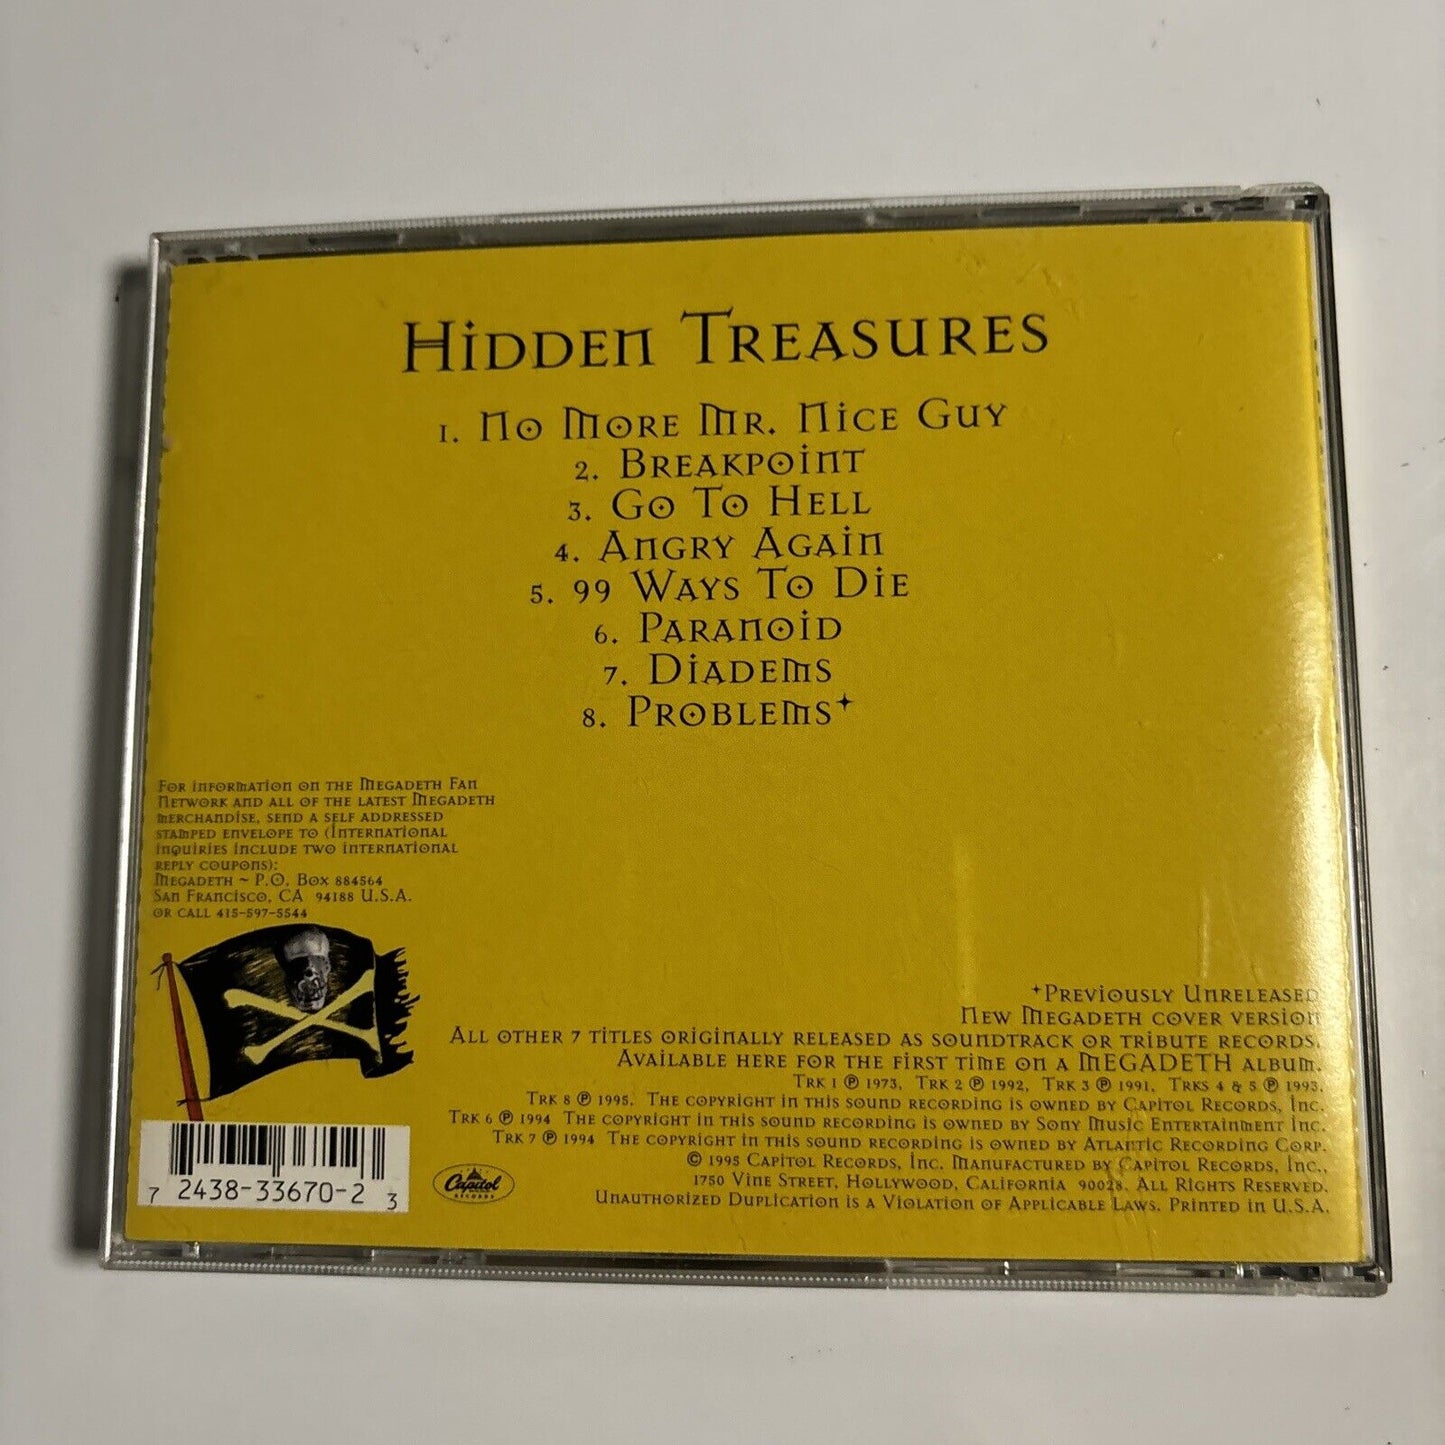 Hidden Treasures
1. No More Mr. Nice Guy
2. Breakpoint
3. Go To Hell
4. Angry Again
5. 99 Ways To Die
6. Paranoid
7. Diadems
8. Problems✦
For information on the Megadeth Fan
Network and all of the latest Megadeth
merchandise, send a self addressed
stamped envelope to (International
inquiries include two international
reply coupons):
Megadeth ~ P.O. Box 884564
San Francisco, CA 94188 U.S.A.
or call 415-597-5544
✦Previously Unreleased
New Megadeth cover version
All other 7 titles originally released as soundtrack or tribute records.
Available here for the first time on a MEGADETH album.
Trk 1 ℗ 1973, Trk 2 ℗ 1992, Trk 3 ℗ 1991, Trks 4 & 5 ℗ 1993,
Trk 8 ℗ 1995. The copyright in this sound recording is owned by Capitol Records, Inc.
Trk 6 ℗ 1994 The copyright in this sound recording is owned by Sony Music Entertainment Inc.
Trk 7 ℗ 1994 The copyright in this sound recording is owned by Atlantic Recording Corp.
© 1995 Capitol Records, Inc. Manufactured by Capitol Records, Inc.,
1750 Vine Street, Hollywood, California 90028. All Rights Reserved.
Unauthorized Duplication is a Violation of Applicable Laws. Printed in U.S.A.
7 24383-33670-2 3
Capitol
RECORDS